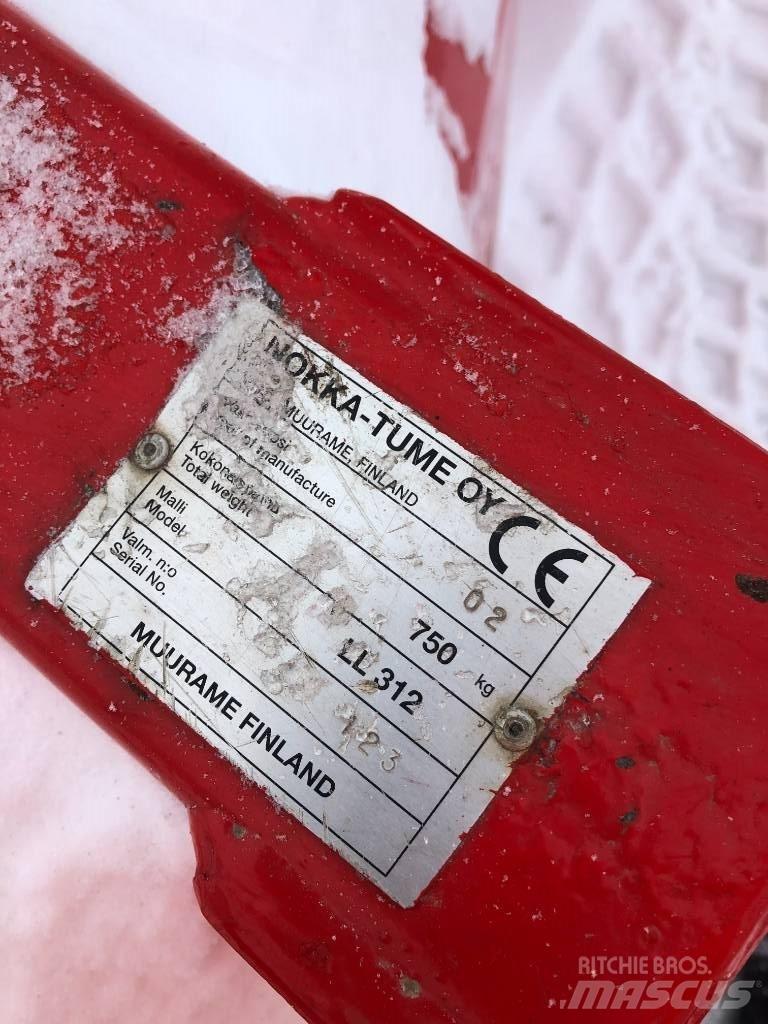 NOKKA-TUME OY
MUURAME, FINLAND
CE
of manufacture 02
Total weight 750 kg
Malli
Model LL 312
Valm. n:o
Serial No. 123
MUURAME FINLAND
RITCHIE BROS.
MASCUS